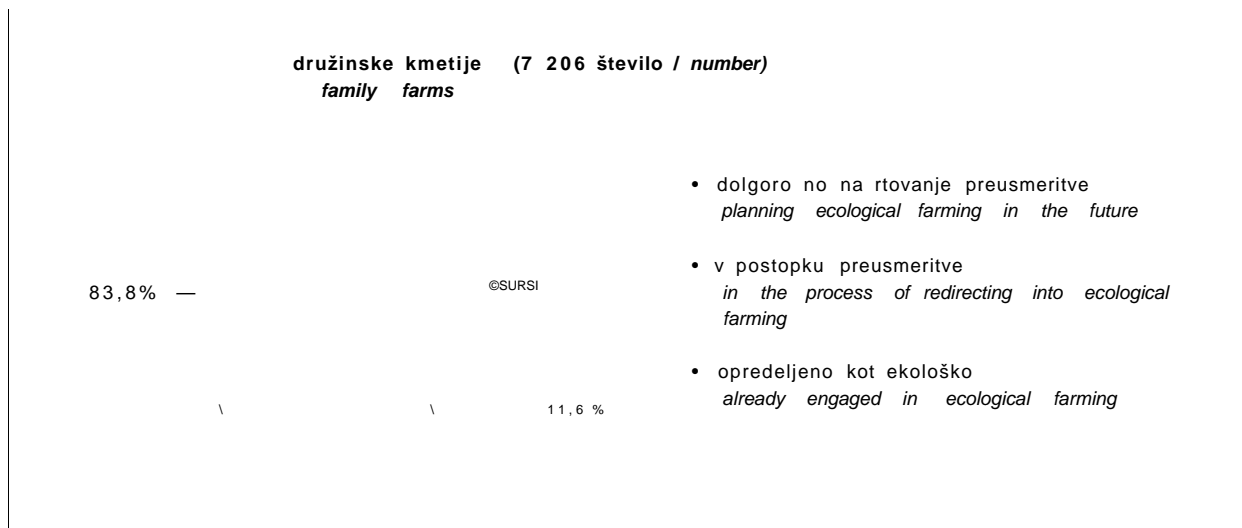 družinske kmetije (7 206 število / number)
family farms
• dolgoro no na rtovanje preusmeritve
planning ecological farming in the future
• v postopku preusmeritve
in the process of redirecting into ecological
farming
83,8% —
©SURSI
• opredeljeno kot ekološko
already engaged in ecological farming
\ \ 11,6 %